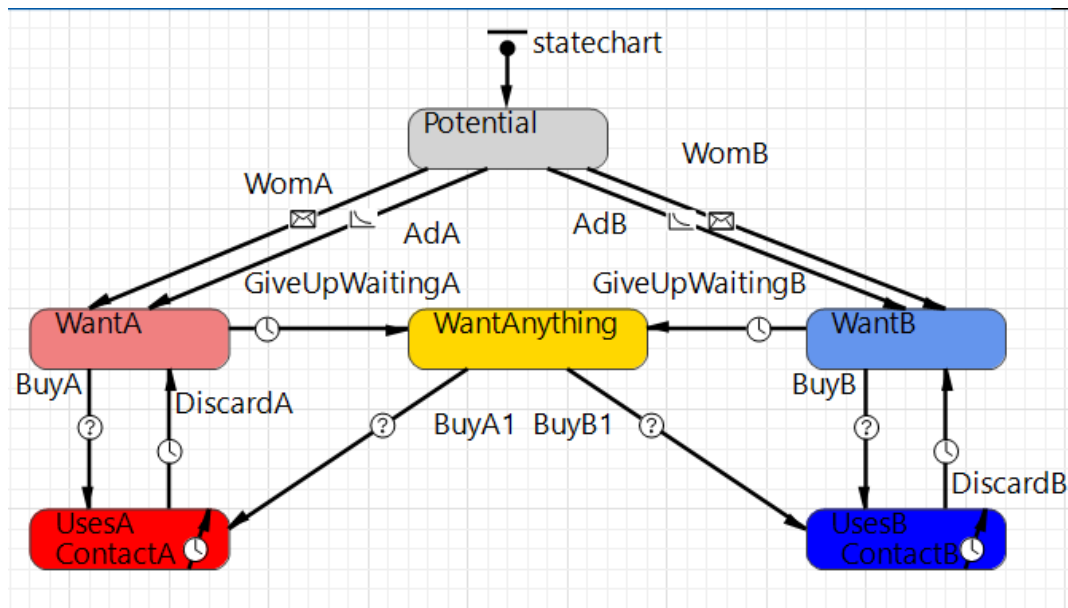 statechart
Potential
WomA
WomB
AdA
AdB
GiveUpWaitingA
GiveUpWaitingB
WantA
WantAnything
WantB
BuyA
DiscardA
BuyA1
BuyB1
BuyB
DiscardB
UsesA
ContactA
UsesB
ContactB